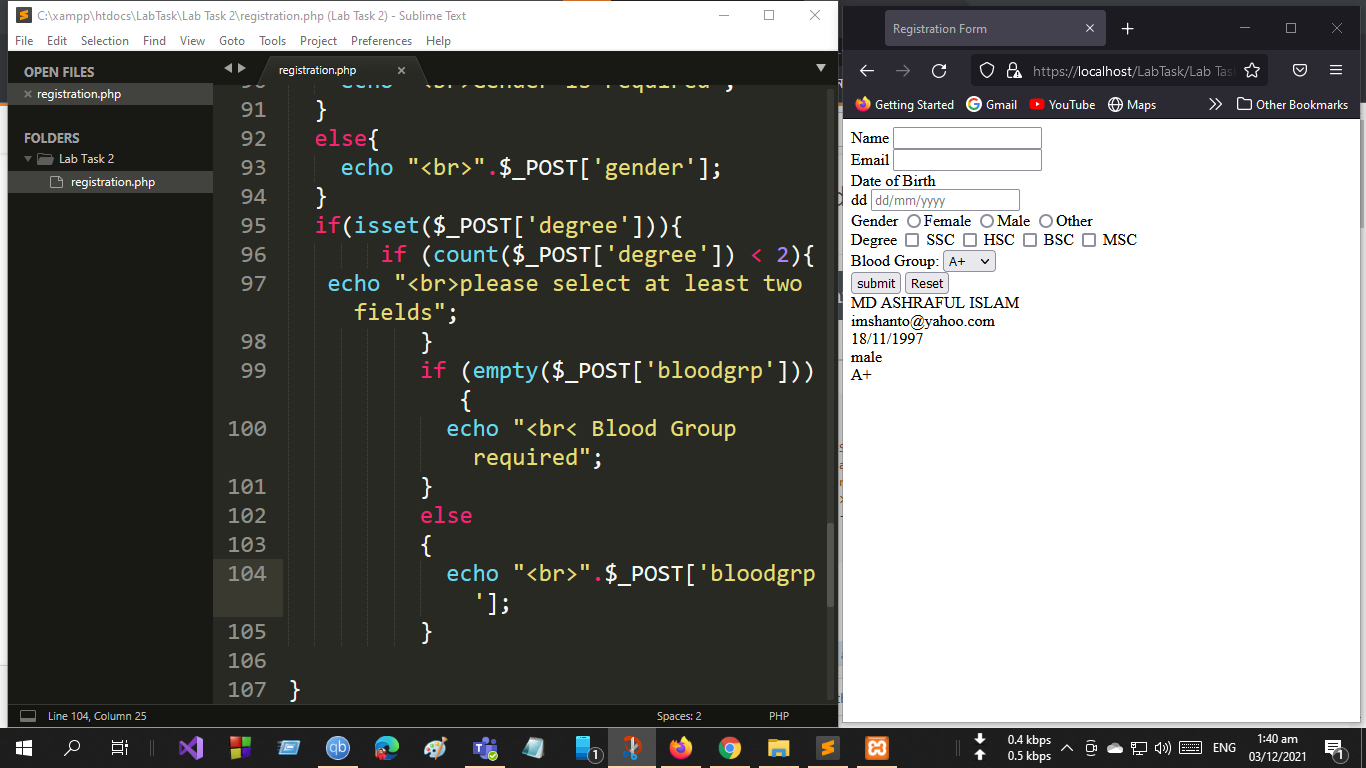 C:\xampp\htdocs\LabTask\Lab Task 2\registration.php (Lab Task 2) - Sublime Text
File Edit Selection Find View Goto Tools Project Preferences Help
OPEN FILES
registration.php
FOLDERS
Lab Task 2
registration.php
registration.php
91 }
92 else{
93 echo "<br>".$_POST['gender'];
94 }
95 if(isset($_POST['degree'])){
96 if (count($_POST['degree']) < 2){
97 echo "<br>please select at least two
fields";
98 }
99 if (empty($_POST['bloodgrp']))
{
100 echo "<br< Blood Group
required";
101 }
102 else
103 {
104 echo "<br>".$_POST['bloodgrp
'];
105 }
106
107 }
Line 104, Column 25
Spaces: 2
PHP
Registration Form
https://localhost/LabTask/Lab Tas
Getting Started Gmail YouTube Maps Other Bookmarks
Name
Email
Date of Birth
dd dd/mm/yyyy
Gender Female Male Other
Degree SSC HSC BSC MSC
Blood Group: A+
submit Reset
MD ASHRAFUL ISLAM
imshanto@yahoo.com
18/11/1997
male
A+
qb
1
0.4 kbps
0.5 kbps
ENG
1:40 am
03/12/2021
1